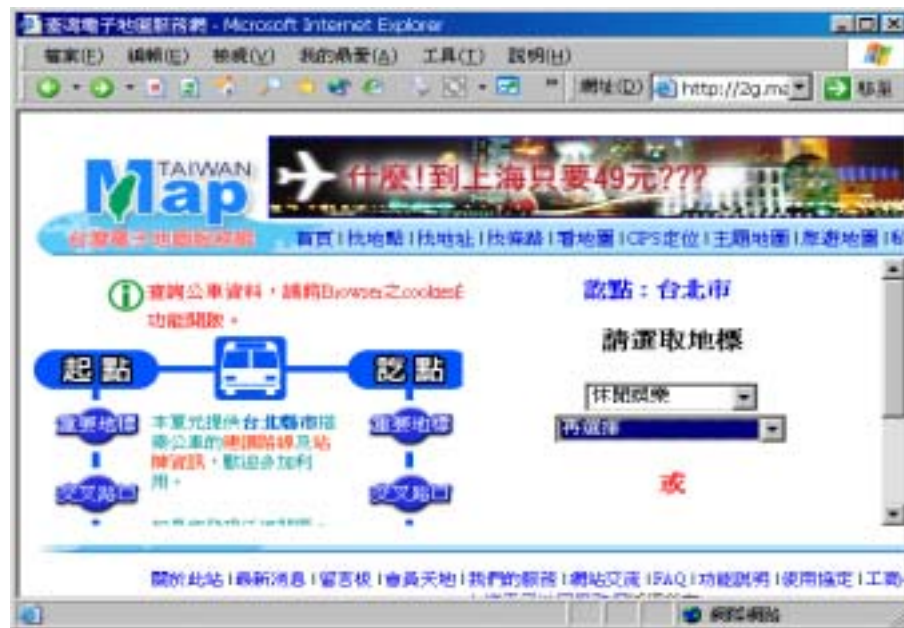 臺灣電子地圖服務網 - Microsoft Internet Explorer
檔案(F) 編輯(E) 檢視(V) 我的最愛(A) 工具(T) 說明(H)
網址(D) http://2g.ma 移至
TAIWAN
Map
什麼!到上海只要49元???
台灣電子地圖服務網
首頁 | 找地點 | 找地址 | 找條路 | 看地圖 | GPS定位 | 主題地圖 | 旅遊地圖
查詢公車資料,請將Browser之cookies
功能開啟。
訖點:台北市
請選取地標
起點
訖點
休閒娛樂
再選擇
重要地標
重要地標
本單元提供台北縣市搭
乘公車的建議路線及站
牌資訊,歡迎參加利
用。
或
交叉路口
交叉路口
關於此站 | 最新消息 | 留言板 | 會員天地 | 我們的服務 | 網站交流 | FAQ | 功能說明 | 使用協定 | 工商
網際網路